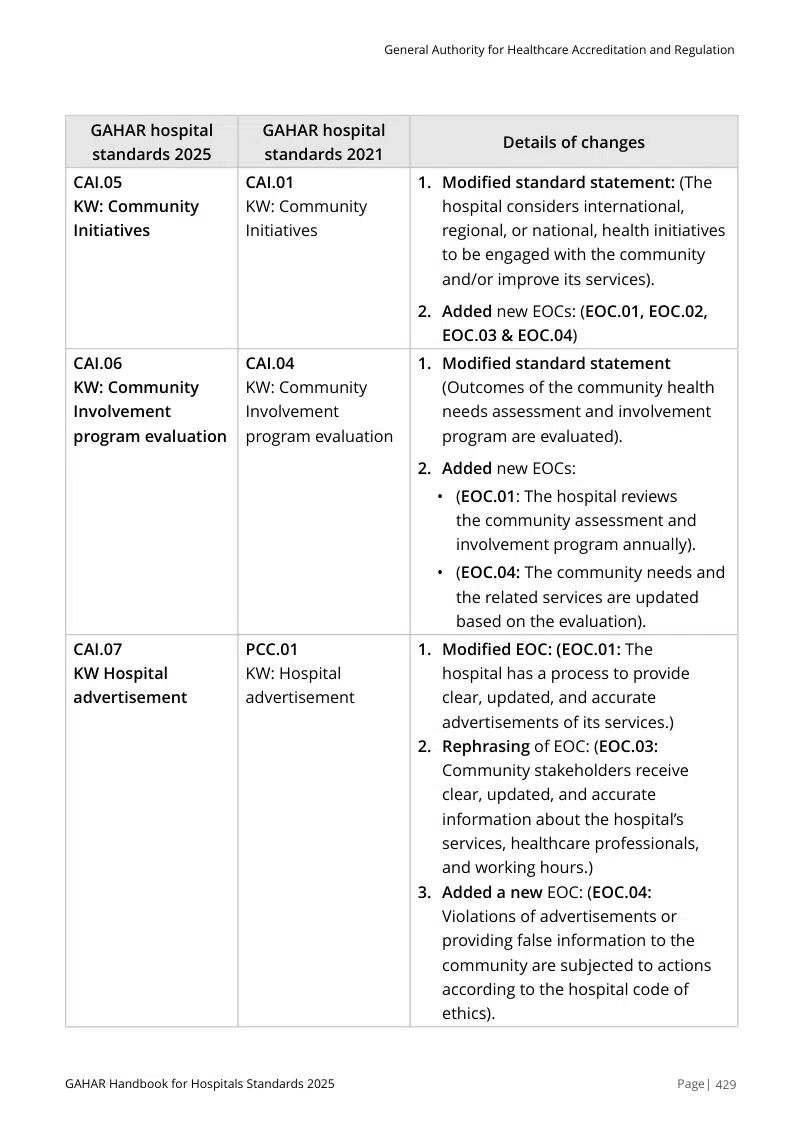 General Authority for Healthcare Accreditation and Regulation
GAHAR hospital
standards 2025
GAHAR hospital
standards 2021
Details of changes
CAI.05
KW: Community
Initiatives
CAI.01
KW: Community
Initiatives
1. Modified standard statement: (The
hospital considers international,
regional, or national, health initiatives
to be engaged with the community
and/or improve its services).
2. Added new EOCs: (EOC.01, EOC.02,
EOC.03 & EOC.04)
CAI.06
KW: Community
Involvement
program evaluation
CAI.04
KW: Community
Involvement
program evaluation
1. Modified standard statement
(Outcomes of the community health
needs assessment and involvement
program are evaluated).
2. Added new EOCs:
• (EOC.01: The hospital reviews
the community assessment and
involvement program annually).
• (EOC.04: The community needs and
the related services are updated
based on the evaluation).
CAI.07
KW Hospital
advertisement
PCC.01
KW: Hospital
advertisement
1. Modified EOC: (EOC.01: The
hospital has a process to provide
clear, updated, and accurate
advertisements of its services.)
2. Rephrasing of EOC: (EOC.03:
Community stakeholders receive
clear, updated, and accurate
information about the hospital’s
services, healthcare professionals,
and working hours.)
3. Added a new EOC: (EOC.04:
Violations of advertisements or
providing false information to the
community are subjected to actions
according to the hospital code of
ethics).
GAHAR Handbook for Hospitals Standards 2025
Page| 429